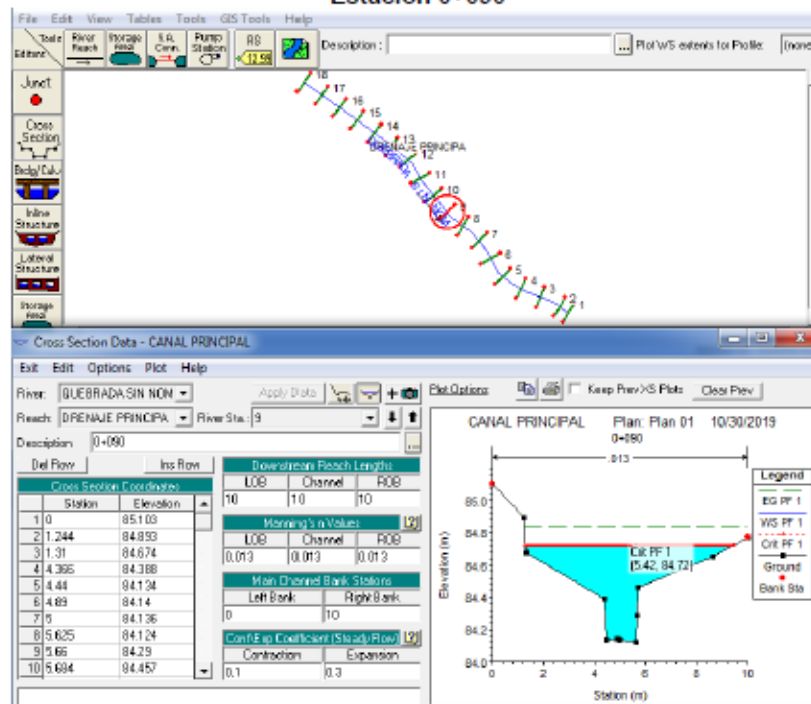 Estación 0+090
File Edit View Tables Tools GIS Tools Help
Tools
Editors
River
Reach
Storage
Area
S.A.
Conn.
Pump
Station
RS
Description :
...
Plot WS extents for Profile:
(none
Junct.
Cross
Section
Brdg/Culv
Inline
Structure
Lateral
Structure
Storage
Area
18
17
16
15
14
13
DRENAJE PRINCIPA
12
11
10
8
7
6
5
4
3
2
1
Cross Section Data - CANAL PRINCIPAL
Exit Edit Options Plot Help
River: QUEBRADA SIN NOM
Apply Data
Reach: DRENAJE PRINCIPA River Sta.: 9
Description 0+090
...
Del Row Ins Row
Cross Section Coordinates
Station Elevation
1 0 85.103
2 1.244 84.893
3 1.31 84.674
4 4.366 84.388
5 4.44 84.134
6 4.89 84.14
7 5 84.136
8 5.625 84.124
9 5.66 84.29
10 5.684 84.457
Downstream Reach Lengths
LOB Channel ROB
10 10 10
Manning's n Values
LOB Channel ROB
0.013 0.013 0.013
Main Channel Bank Stations
Left Bank Right Bank
0 10
Cont\Exp Coefficient (Steady Flow)
Contraction Expansion
0.1 0.3
Plot Options Keep Prev XS Plots Clear Prev
CANAL PRINCIPAL Plan: Plan 01 10/30/2019
0+090
.013
Elevation (m)
85.0
84.8
84.6
84.4
84.2
84.0
0 2 4 6 8 10
Station (m)
Crit PF 1
(5.42, 84.72)
Legend
EG PF 1
WS PF 1
Crit PF 1
Ground
Bank Sta